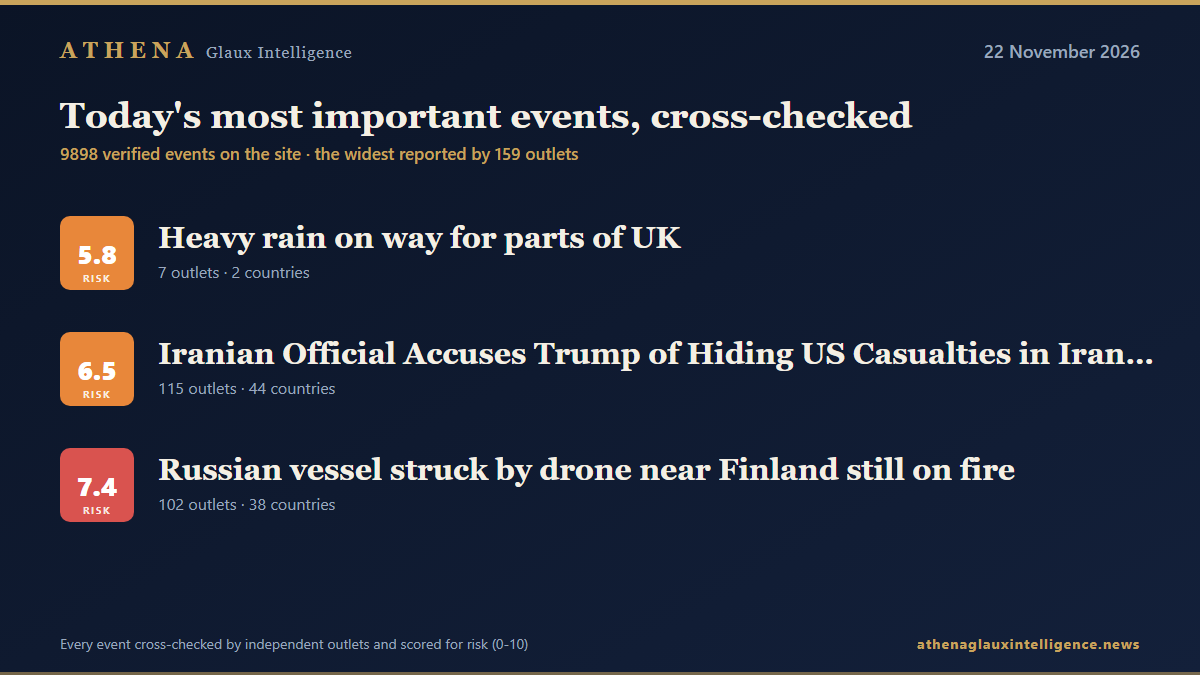 ATHENA Glaux Intelligence
22 November 2026
Today's most important events, cross-checked
9898 verified events on the site · the widest reported by 159 outlets
5.8
RISK
Heavy rain on way for parts of UK
7 outlets · 2 countries
6.5
RISK
Iranian Official Accuses Trump of Hiding US Casualties in Iran...
115 outlets · 44 countries
7.4
RISK
Russian vessel struck by drone near Finland still on fire
102 outlets · 38 countries
Every event cross-checked by independent outlets and scored for risk (0-10)
athenaglauxintelligence.news